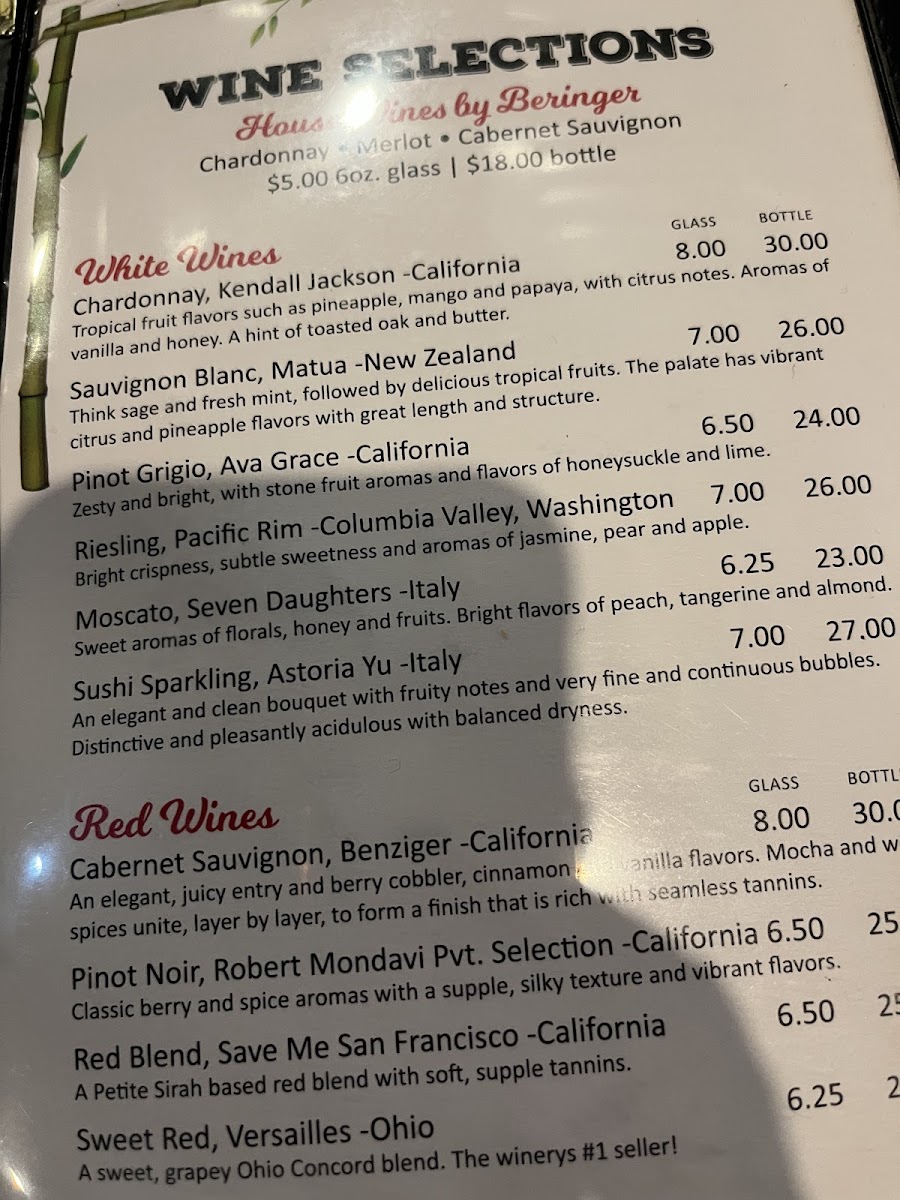 WINE SELECTIONS
House Wines by Beringer
Chardonnay • Merlot • Cabernet Sauvignon
$5.00 6oz. glass | $18.00 bottle
White Wines GLASS BOTTLE
Chardonnay, Kendall Jackson -California 8.00 30.00
Tropical fruit flavors such as pineapple, mango and papaya, with citrus notes. Aromas of
vanilla and honey. A hint of toasted oak and butter.
Sauvignon Blanc, Matua -New Zealand 7.00 26.00
Think sage and fresh mint, followed by delicious tropical fruits. The palate has vibrant
citrus and pineapple flavors with great length and structure.
Pinot Grigio, Ava Grace -California 6.50 24.00
Zesty and bright, with stone fruit aromas and flavors of honeysuckle and lime.
Riesling, Pacific Rim -Columbia Valley, Washington 7.00 26.00
Bright crispness, subtle sweetness and aromas of jasmine, pear and apple.
Moscato, Seven Daughters -Italy 6.25 23.00
Sweet aromas of florals, honey and fruits. Bright flavors of peach, tangerine and almond.
Sushi Sparkling, Astoria Yu -Italy 7.00 27.00
An elegant and clean bouquet with fruity notes and very fine and continuous bubbles.
Distinctive and pleasantly acidulous with balanced dryness.
Red Wines GLASS BOTTL
Cabernet Sauvignon, Benziger -California 8.00 30.0
An elegant, juicy entry and berry cobbler, cinnamon vanilla flavors. Mocha and w
spices unite, layer by layer, to form a finish that is rich with seamless tannins.
Pinot Noir, Robert Mondavi Pvt. Selection -California 6.50 25
Classic berry and spice aromas with a supple, silky texture and vibrant flavors.
Red Blend, Save Me San Francisco -California 6.50 25
A Petite Sirah based red blend with soft, supple tannins.
Sweet Red, Versailles -Ohio 6.25 2
A sweet, grapey Ohio Concord blend. The winerys #1 seller!